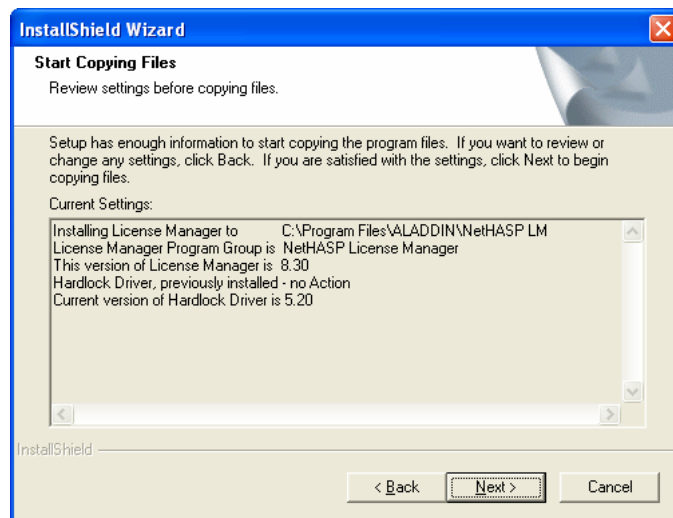 InstallShield Wizard
Start Copying Files
Review settings before copying files.
Setup has enough information to start copying the program files. If you want to review or
change any settings, click Back. If you are satisfied with the settings, click Next to begin
copying files.
Current Settings:
Installing License Manager to C:\Program Files\ALADDIN\NetHASP LM
License Manager Program Group is NetHASP License Manager
This version of License Manager is 8.30
Hardlock Driver, previously installed - no Action
Current version of Hardlock Driver is 5.20
InstallShield
< Back Next > Cancel